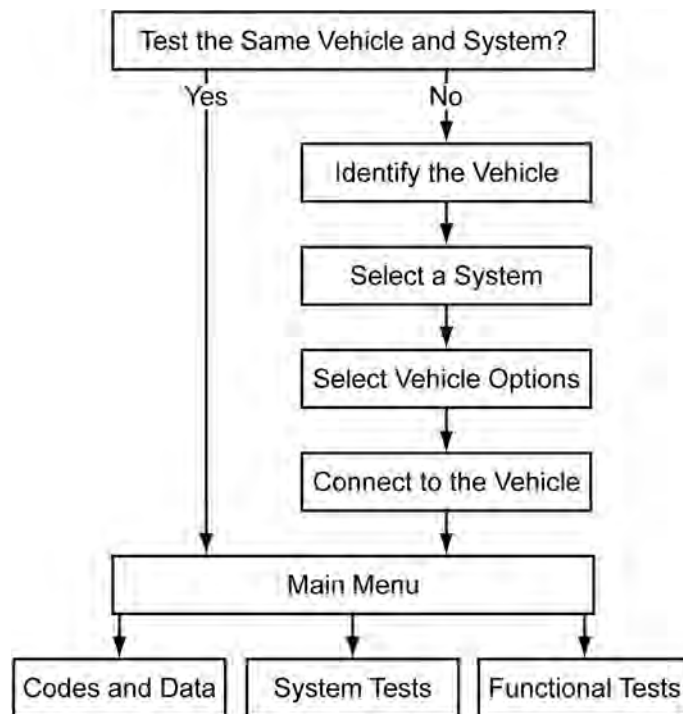 Test the Same Vehicle and System?
Yes
No
Identify the Vehicle
Select a System
Select Vehicle Options
Connect to the Vehicle
Main Menu
Codes and Data
System Tests
Functional Tests